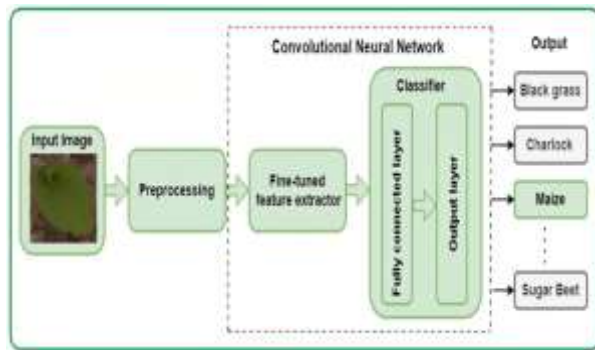 Convolutional Neural Network
Output
Input Image
Preprocessing
Fine-tuned
feature extractor
Classifier
Fully connected layer
Output layer
Black grass
Charlock
Maize
Sugar Beet